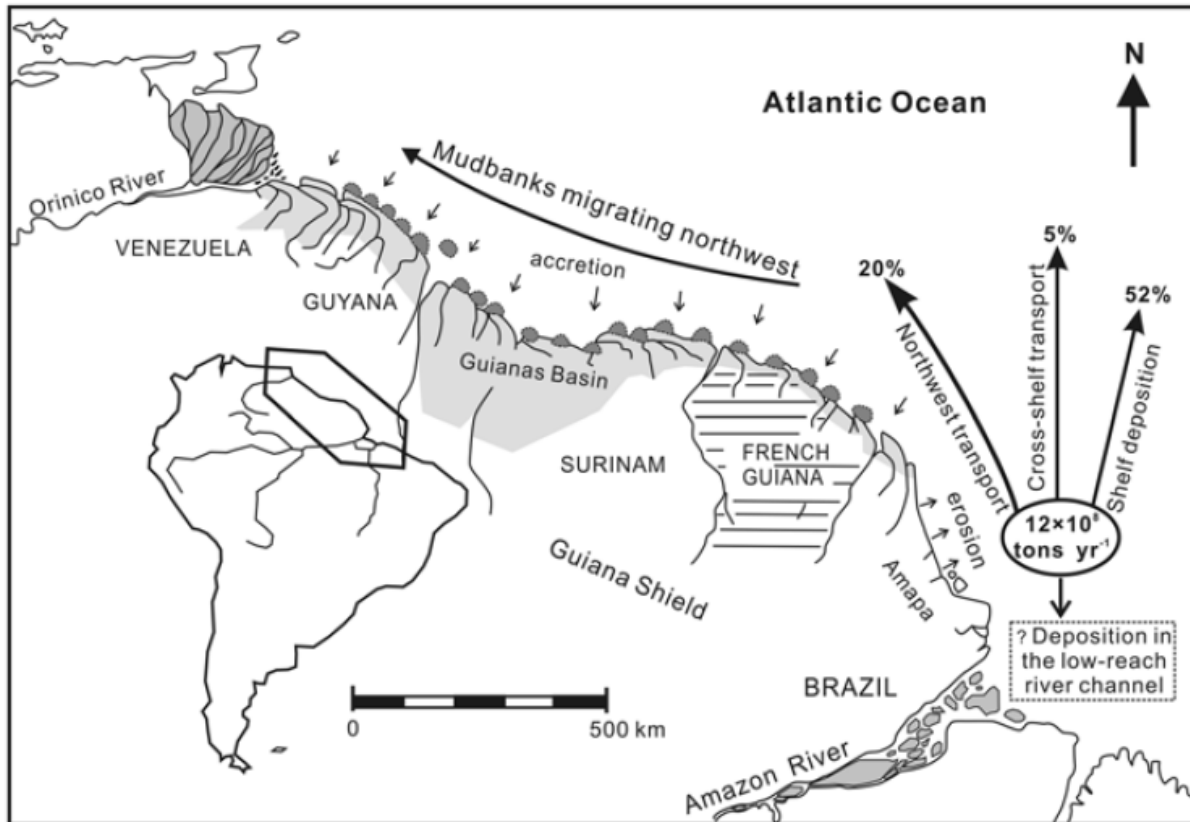 N
Atlantic Ocean
Mudbanks migrating northwest
Orinico River
VENEZUELA
accretion
5%
20%
52%
GUYANA
Guianas Basin
Northwest transport
Cross-shelf transport
Shelf deposition
SURINAM
FRENCH
GUIANA
erosion
12×10⁸
tons yr⁻¹
Guiana Shield
Amapa
? Deposition in
the low-reach
river channel
BRAZIL
0
500 km
Amazon River